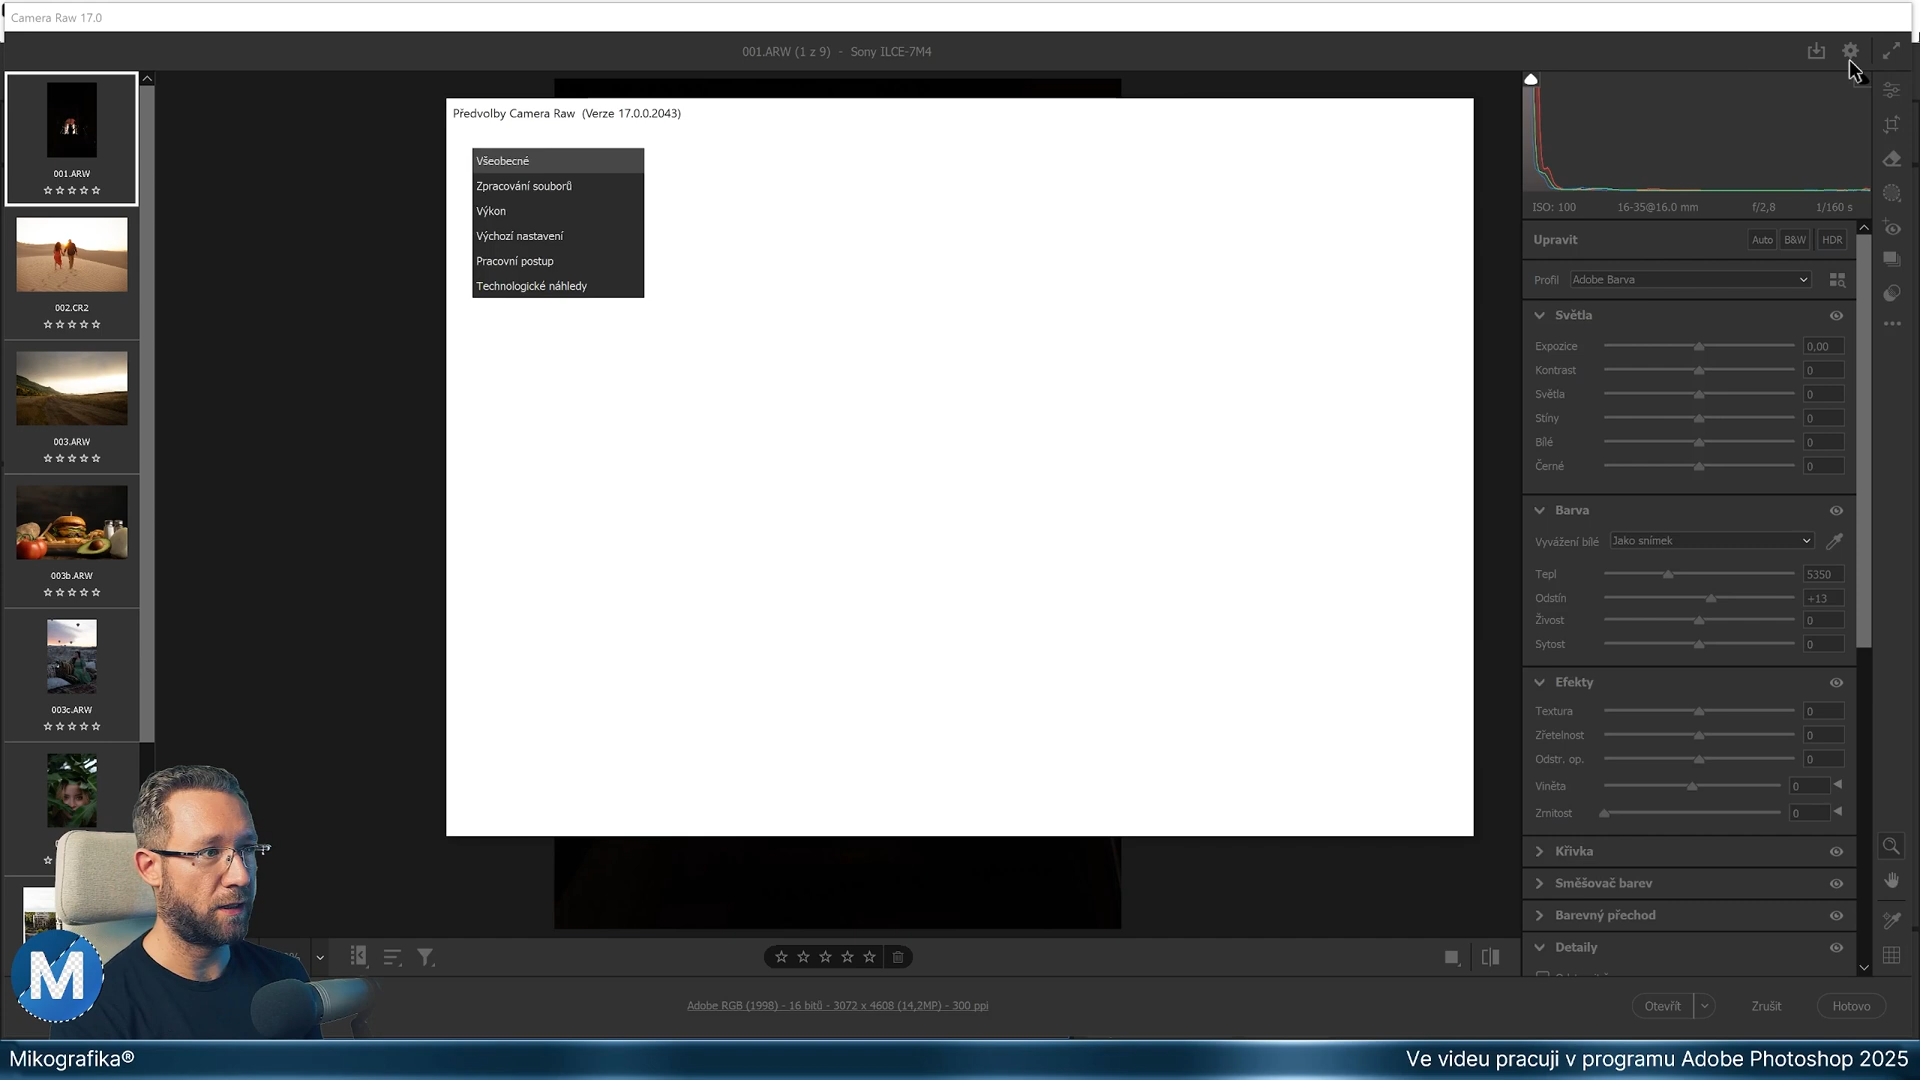 Camera Raw 17.0
001.ARW (1 z 9) - Sony ILCE-7M4
001.ARW
002.CR2
003.ARW
003b.ARW
003c.ARW
Předvolby Camera Raw (Verze 17.0.0.2043)
Všeobecné
Zpracování souborů
Výkon
Výchozí nastavení
Pracovní postup
Technologické náhledy
ISO: 100 16-35@16.0 mm f/2,8 1/160 s
Upravit Auto B&W HDR
Profil Adobe Barva
Světla
Expozice 0,00
Kontrast 0
Světla 0
Stíny 0
Bílé 0
Černé 0
Barva
Vyvážení bílé Jako snímek
Tepl 5350
Odstín +13
Živost 0
Sytost 0
Efekty
Textura 0
Zřetelnost 0
Odstr. op. 0
Viněta 0
Zrnitost 0
Křivka
Směšovač barev
Barevný přechod
Detaily
Adobe RGB (1998) - 16 bitů - 3072 x 4608 (14,2MP) - 300 ppi
Otevřít Zrušit Hotovo
M
Mikografika®
Ve videu pracuji v programu Adobe Photoshop 2025